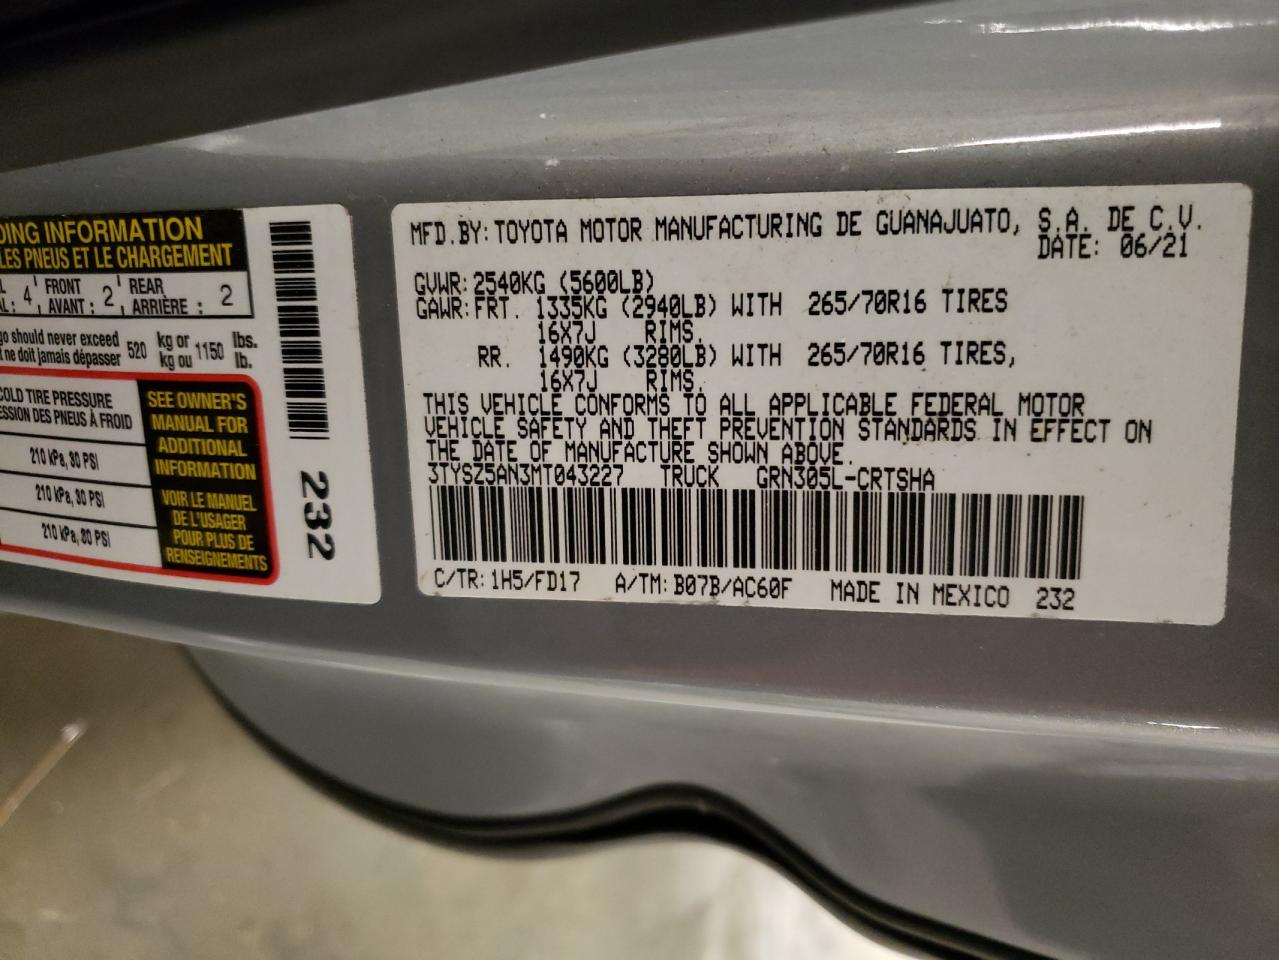 DING INFORMATION
LES PNEUS ET LE CHARGEMENT
4 FRONT 2 REAR 2
AVANT : ARRIÈRE :
go should never exceed 520 kg or 1150 lbs.
ne doit jamais dépasser kg ou lb.
COLD TIRE PRESSURE
ESSION DES PNEUS À FROID
210 kPa, 30 PSI
210 kPa, 30 PSI
210 kPa, 30 PSI
SEE OWNER'S
MANUAL FOR
ADDITIONAL
INFORMATION
VOIR LE MANUEL
DE L'USAGER
POUR PLUS DE
RENSEIGNEMENTS
232
MFD.BY: TOYOTA MOTOR MANUFACTURING DE GUANAJUATO, S.A. DE C.V.
DATE: 06/21
GVWR: 2540KG (5600LB)
GAWR: FRT. 1335KG (2940LB) WITH 265/70R16 TIRES
16X7J RIMS,
RR. 1490KG (3280LB) WITH 265/70R16 TIRES,
16X7J RIMS.
THIS VEHICLE CONFORMS TO ALL APPLICABLE FEDERAL MOTOR
VEHICLE SAFETY AND THEFT PREVENTION STANDARDS IN EFFECT ON
THE DATE OF MANUFACTURE SHOWN ABOVE.
3TYSZ5AN3MT043227 TRUCK GRN305L-CRTSHA
C/TR: 1H5/FD17 A/TM: B07B/AC60F MADE IN MEXICO 232